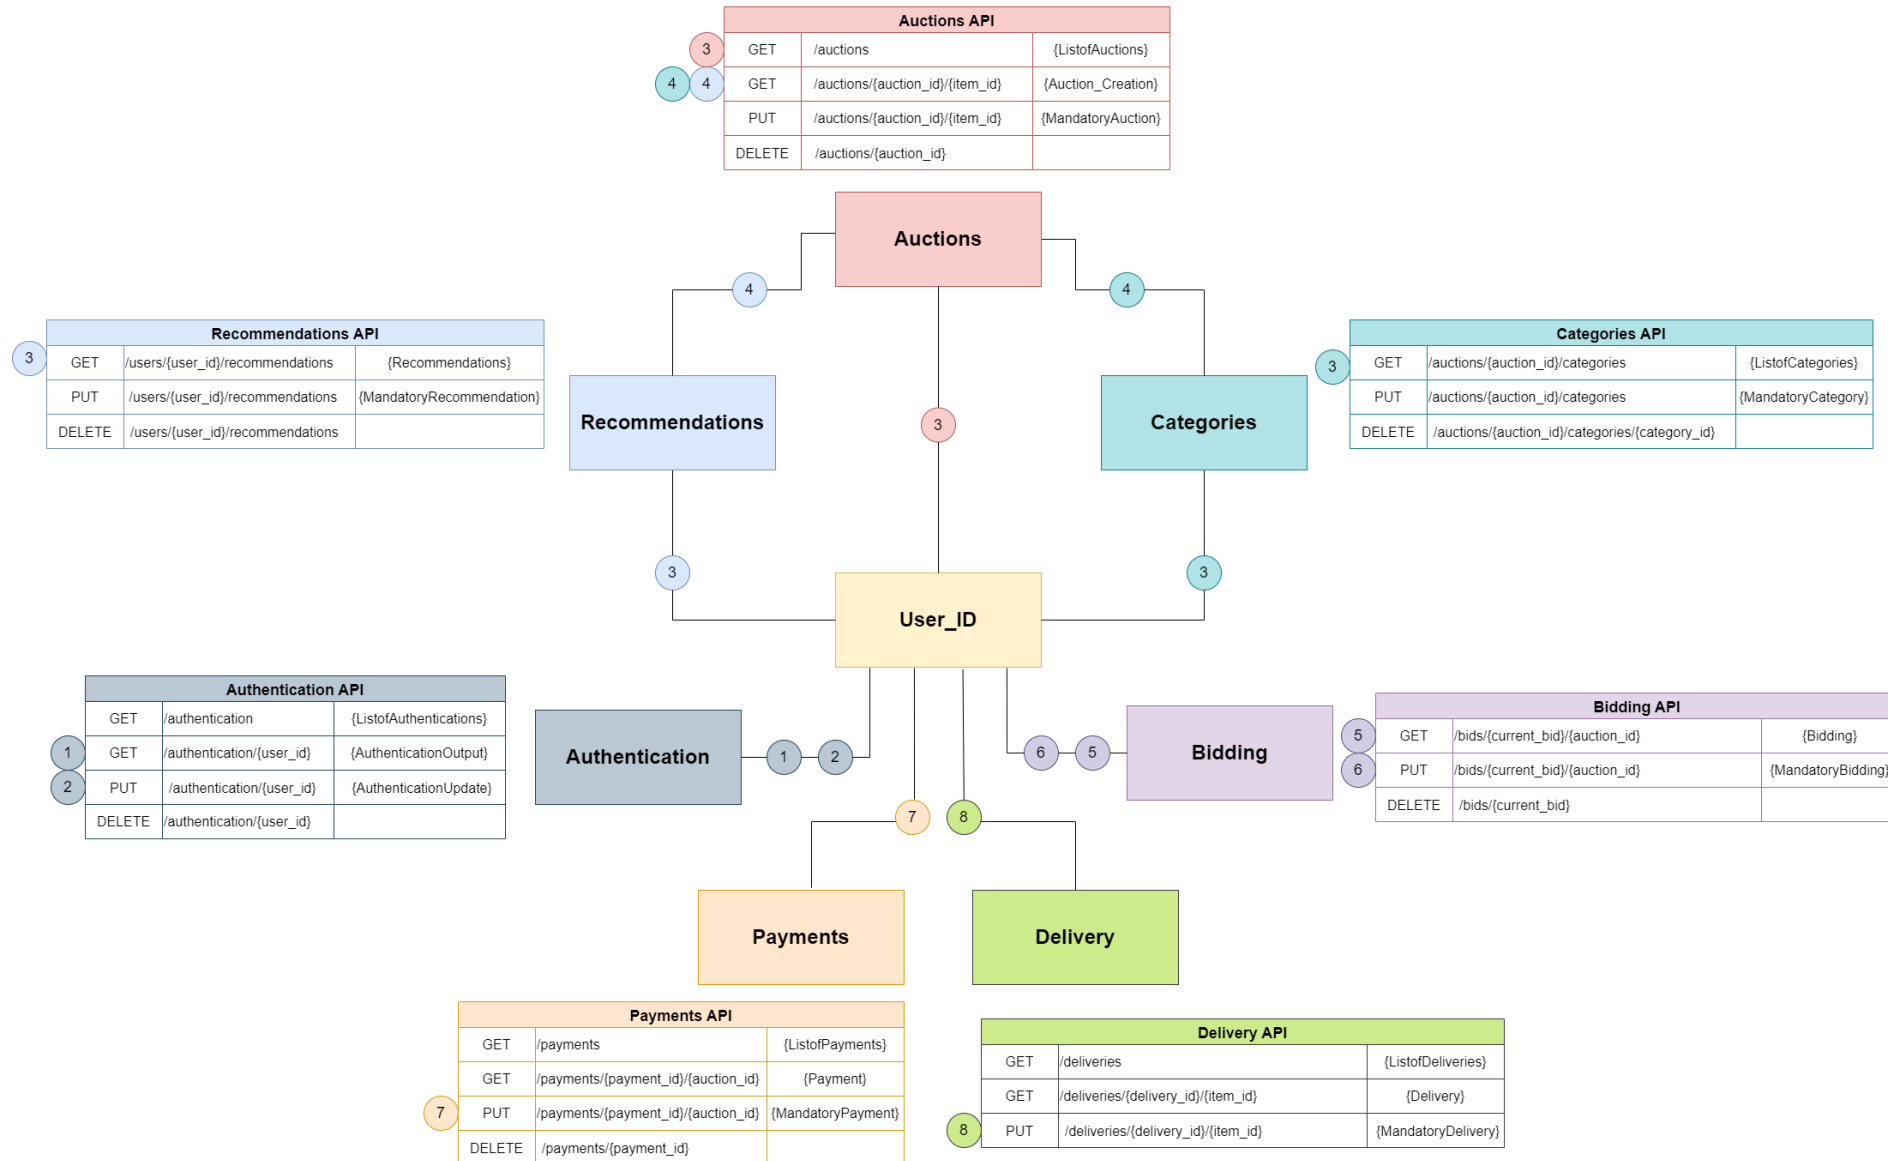 Auctions API
3 GET /auctions {ListofAuctions}
4 4 GET /auctions/{auction_id}/{item_id} {Auction_Creation}
PUT /auctions/{auction_id}/{item_id} {MandatoryAuction}
DELETE /auctions/{auction_id}
Auctions
4
4
Recommendations API
3 GET /users/{user_id}/recommendations {Recommendations}
PUT /users/{user_id}/recommendations {MandatoryRecommendation}
DELETE /users/{user_id}/recommendations
Categories API
3 GET /auctions/{auction_id}/categories {ListofCategories}
PUT /auctions/{auction_id}/categories {MandatoryCategory}
DELETE /auctions/{auction_id}/categories/{category_id}
Recommendations
3
Categories
3
3
User_ID
Authentication API
GET /authentication {ListofAuthentications}
1 GET /authentication/{user_id} {AuthenticationOutput}
2 PUT /authentication/{user_id} {AuthenticationUpdate}
DELETE /authentication/{user_id}
Authentication
1 2
6 5
Bidding
Bidding API
5 GET /bids/{current_bid}/{auction_id} {Bidding}
6 PUT /bids/{current_bid}/{auction_id} {MandatoryBidding}
DELETE /bids/{current_bid}
7 8
Payments
Delivery
Payments API
GET /payments {ListofPayments}
GET /payments/{payment_id}/{auction_id} {Payment}
7 PUT /payments/{payment_id}/{auction_id} {MandatoryPayment}
DELETE /payments/{payment_id}
Delivery API
GET /deliveries {ListofDeliveries}
GET /deliveries/{delivery_id}/{item_id} {Delivery}
8 PUT /deliveries/{delivery_id}/{item_id} {MandatoryDelivery}